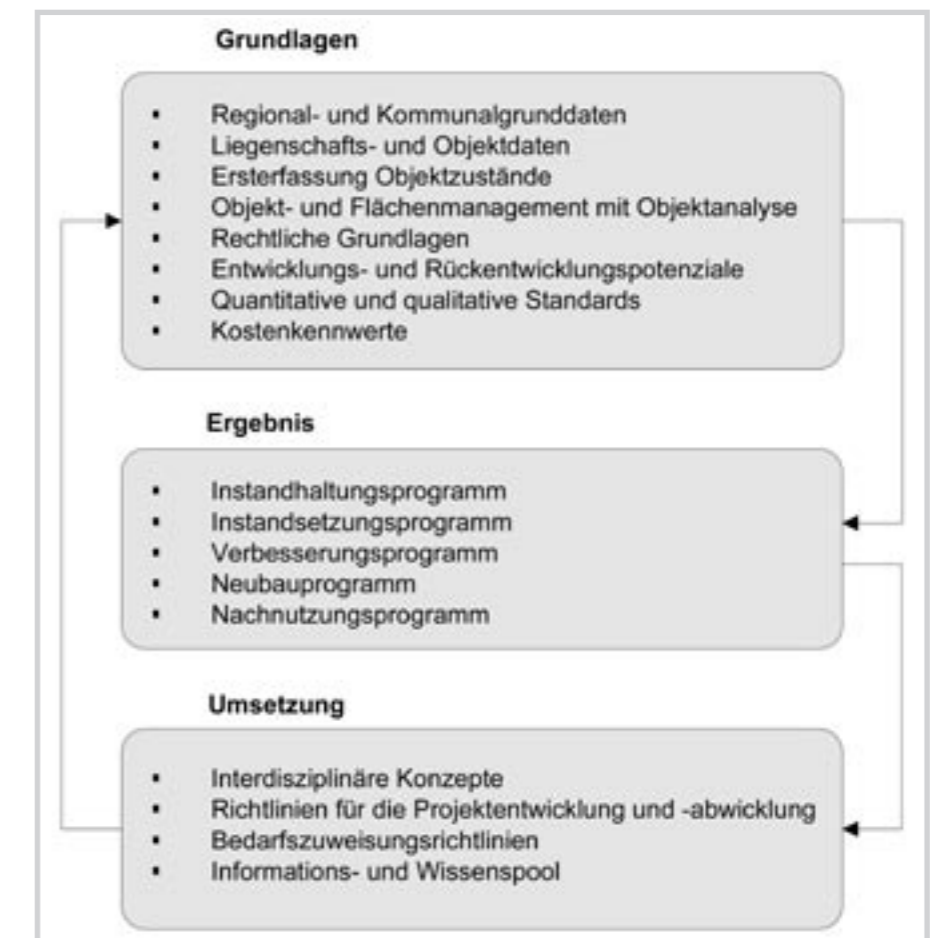 Grundlagen
▪ Regional- und Kommunalgrunddaten
▪ Liegenschafts- und Objektdaten
▪ Ersterfassung Objektzustände
▪ Objekt- und Flächenmanagement mit Objektanalyse
▪ Rechtliche Grundlagen
▪ Entwicklungs- und Rückentwicklungspotenziale
▪ Quantitative und qualitative Standards
▪ Kostenkennwerte
Ergebnis
▪ Instandhaltungsprogramm
▪ Instandsetzungsprogramm
▪ Verbesserungsprogramm
▪ Neubauprogramm
▪ Nachnutzungsprogramm
Umsetzung
▪ Interdisziplinäre Konzepte
▪ Richtlinien für die Projektentwicklung und -abwicklung
▪ Bedarfszuweisungsrichtlinien
▪ Informations- und Wissenspool